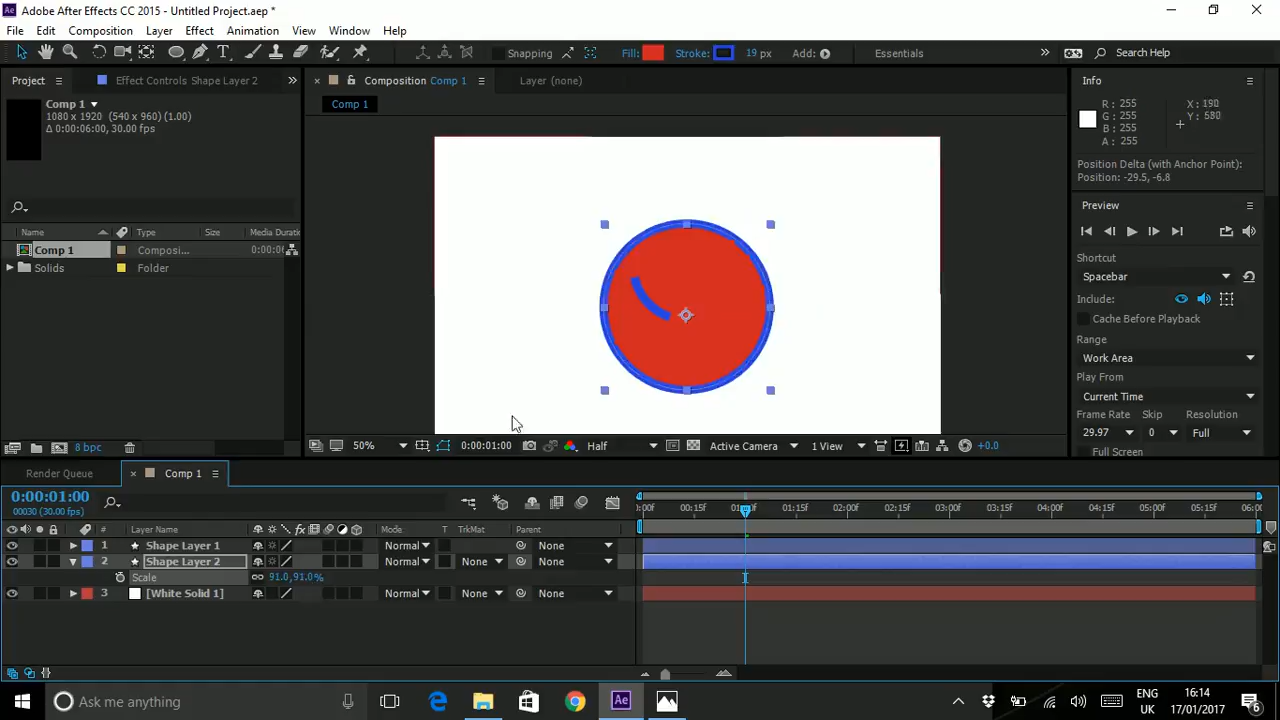 Adobe After Effects CC 2015 - Untitled Project.aep *
File Edit Composition Layer Effect Animation View Window Help
Snapping Fill: Stroke: 19 px Add: Essentials Search Help
Project Effect Controls Shape Layer 2 Composition Comp 1 Layer (none) Info
Comp 1
1080 x 1920 (540 x 960) (1.00)
Δ 0:00:06:00, 30.00 fps
Comp 1
R: 255
G: 255
B: 255
A: 255
X: 190
Y: 580
Position Delta (with Anchor Point):
Position: -29.5, -6.8
Preview
Name Type Size Media Duratic
Comp 1 Composi... 0:00:06
Solids Folder
Shortcut
Spacebar
Include:
Cache Before Playback
Range
Work Area
Play From
Current Time
Frame Rate Skip Resolution
29.97 0 Full
Full Screen
8 bpc
50% 0:00:01:00 Half Active Camera 1 View +0.0
Render Queue Comp 1
0:00:01:00
00030 (30.00 fps)
00f 00:15f 01:00f 01:15f 02:00f 02:15f 03:00f 03:15f 04:00f 04:15f 05:00f 05:15f 06:0
# Layer Name Mode T TrkMat Parent
1 Shape Layer 1 Normal None
2 Shape Layer 2 Normal None None
Scale 91.0,91.0%
3 [White Solid 1] Normal None None
Ask me anything
ENG
UK
16:14
17/01/2017
6